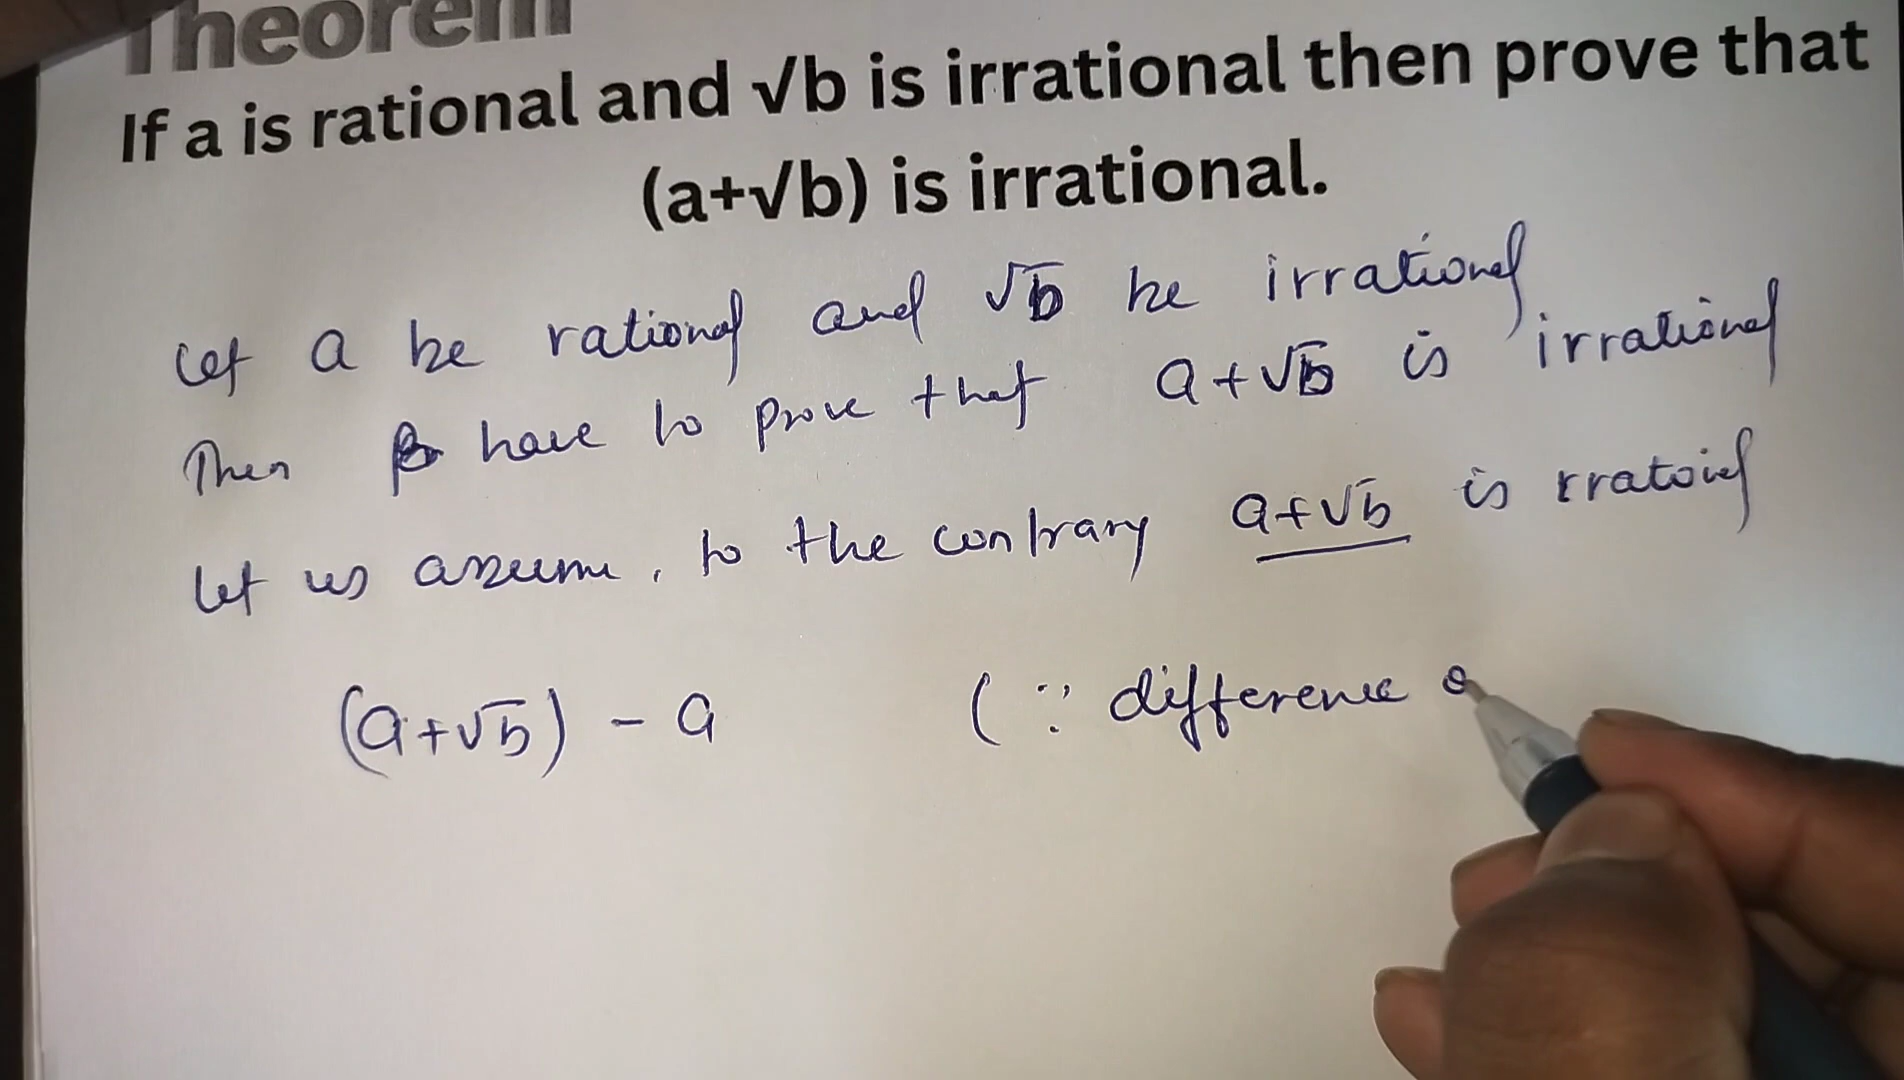 Theorem
If a is rational and √b is irrational then prove that
(a+√b) is irrational.
Let a be rational and √b be irrational
Then have to prove that a+√b is irrational
Let us assume, to the contrary a+√b is
(a+√b) - a (∵ difference o